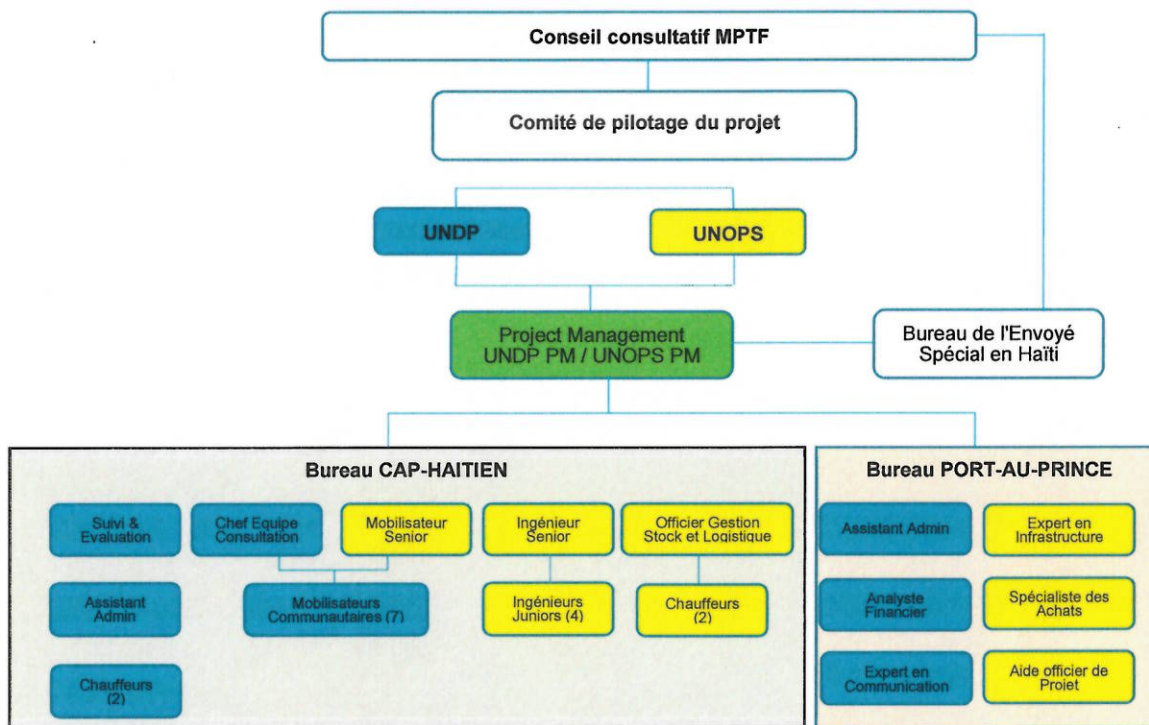 Conseil consultatif MPTF
Comité de pilotage du projet
UNDP
UNOPS
Project Management
UNDP PM / UNOPS PM
Bureau de l'Envoyé
Spécial en Haïti
Bureau CAP-HAITIEN
Suivi &
Evaluation
Chef Equipe
Consultation
Mobilisateur
Senior
Ingénieur
Senior
Officier Gestion
Stock et Logistique
Assistant
Admin
Mobilisateurs
Communautaires (7)
Ingénieurs
Juniors (4)
Chauffeurs
(2)
Chauffeurs
(2)
Bureau PORT-AU-PRINCE
Assistant Admin
Expert en
Infrastructure
Analyste
Financier
Spécialiste des
Achats
Expert en
Communication
Aide officier de
Projet